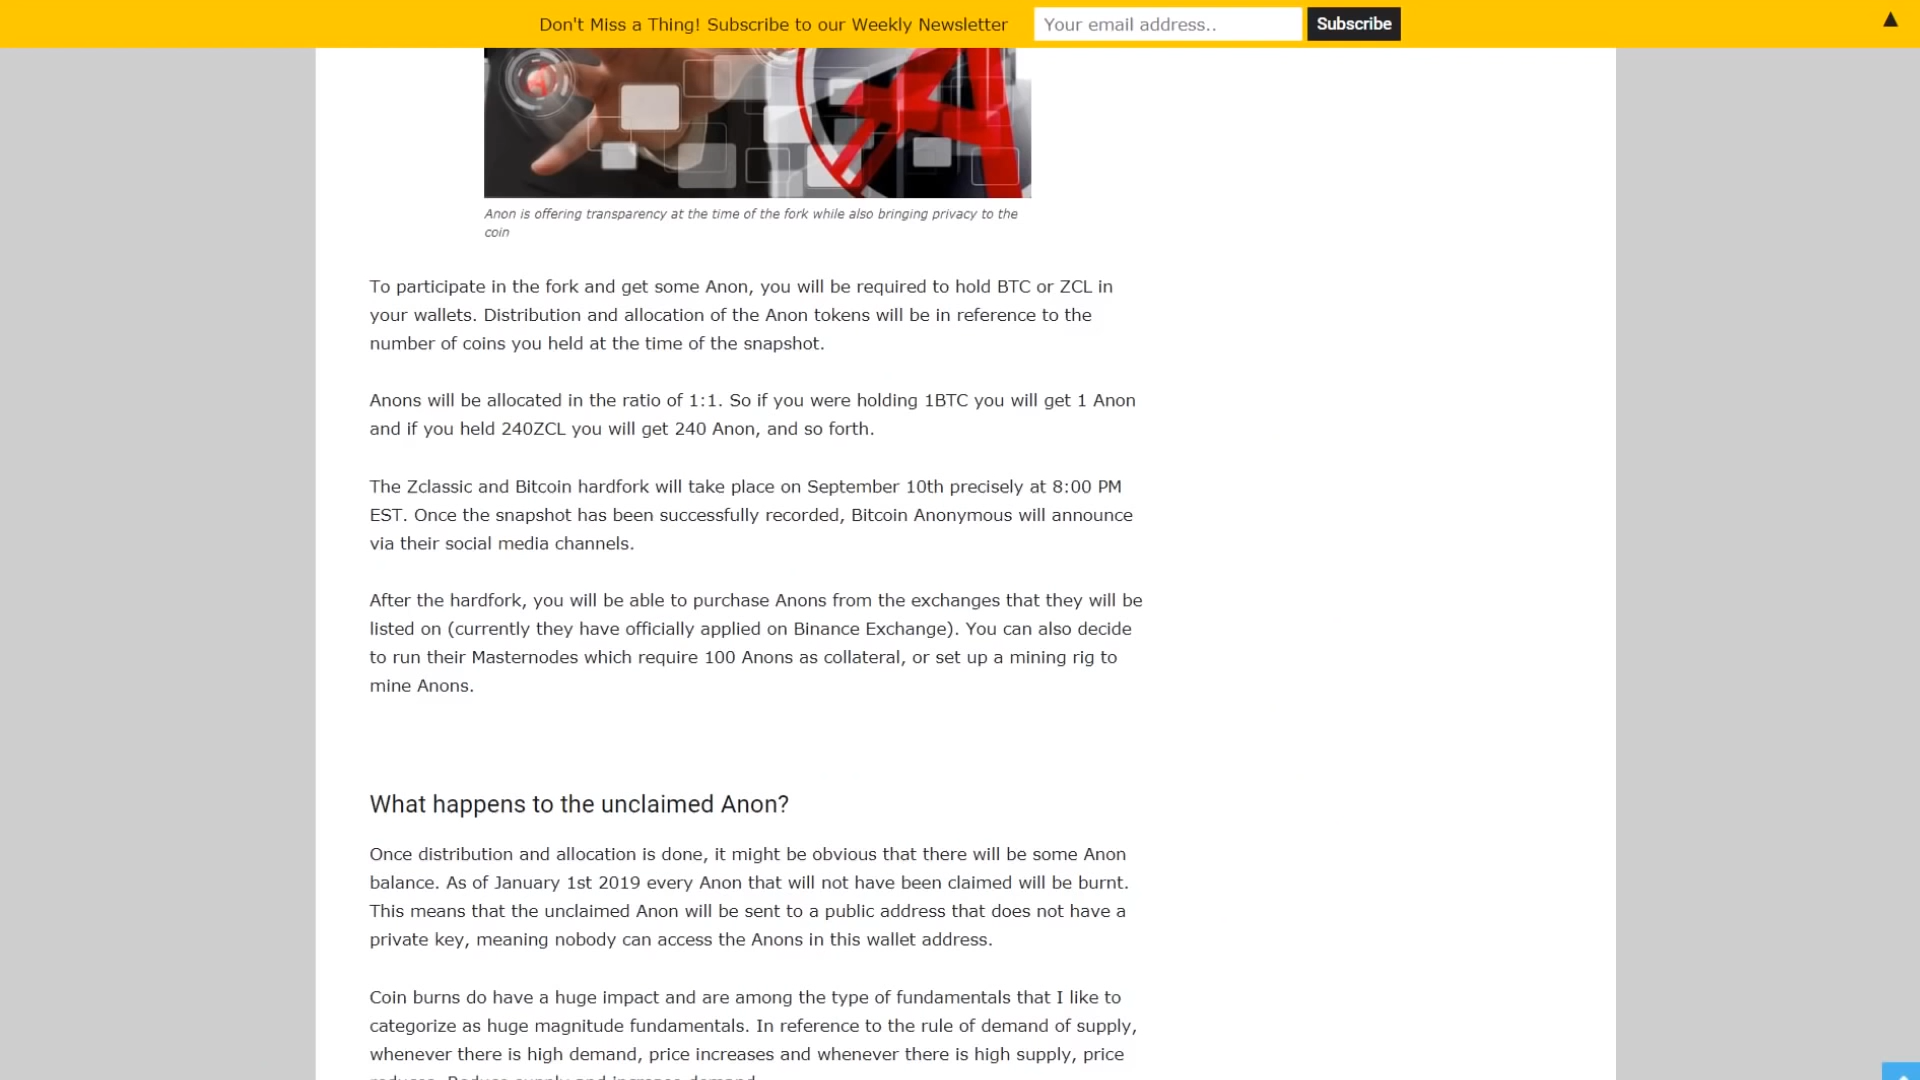 Don't Miss a Thing! Subscribe to our Weekly Newsletter Your email address.. Subscribe ▲
Anon is offering transparency at the time of the fork while also bringing privacy to the
coin
To participate in the fork and get some Anon, you will be required to hold BTC or ZCL in
your wallets. Distribution and allocation of the Anon tokens will be in reference to the
number of coins you held at the time of the snapshot.
Anons will be allocated in the ratio of 1:1. So if you were holding 1BTC you will get 1 Anon
and if you held 240ZCL you will get 240 Anon, and so forth.
The Zclassic and Bitcoin hardfork will take place on September 10th precisely at 8:00 PM
EST. Once the snapshot has been successfully recorded, Bitcoin Anonymous will announce
via their social media channels.
After the hardfork, you will be able to purchase Anons from the exchanges that they will be
listed on (currently they have officially applied on Binance Exchange). You can also decide
to run their Masternodes which require 100 Anons as collateral, or set up a mining rig to
mine Anons.
What happens to the unclaimed Anon?
Once distribution and allocation is done, it might be obvious that there will be some Anon
balance. As of January 1st 2019 every Anon that will not have been claimed will be burnt.
This means that the unclaimed Anon will be sent to a public address that does not have a
private key, meaning nobody can access the Anons in this wallet address.
Coin burns do have a huge impact and are among the type of fundamentals that I like to
categorize as huge magnitude fundamentals. In reference to the rule of demand of supply,
whenever there is high demand, price increases and whenever there is high supply, price